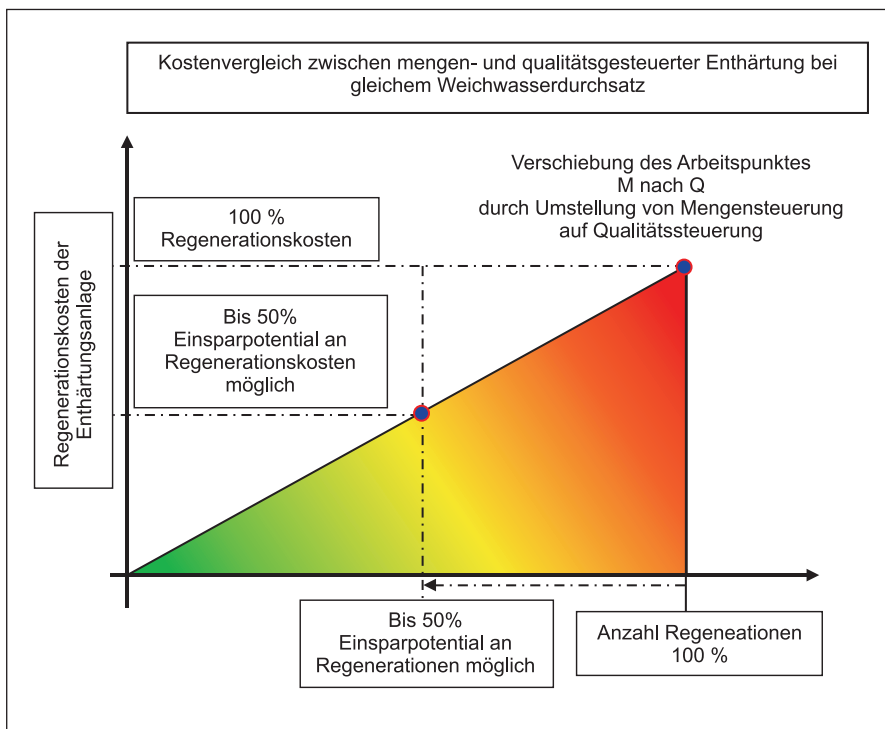 Kostenvergleich zwischen mengen- und qualitätsgesteuerter Enthärtung bei
gleichem Weichwasserdurchsatz
Verschiebung des Arbeitspunktes
M nach Q
durch Umstellung von Mengensteuerung
auf Qualitätssteuerung
100 %
Regenerationskosten
Regenerationskosten der
Enthärtungsanlage
Bis 50%
Einsparpotential an
Regenerationskosten
möglich
Bis 50%
Einsparpotential an
Regenerationen möglich
Anzahl Regeneationen
100 %